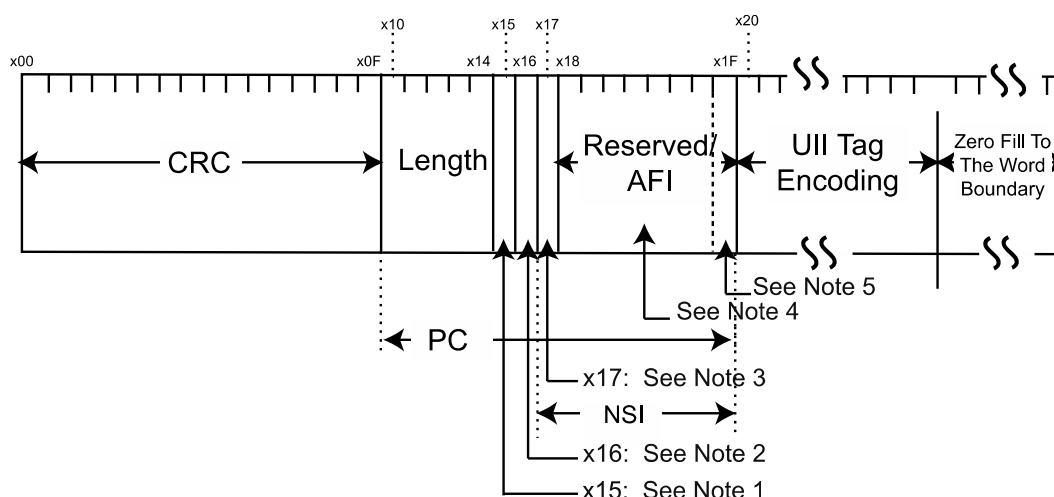 x10 x15 x17 x20
x00 x0F x14 x16 x18 x1F
CRC
Length
Reserved/
AFI
UII Tag
Encoding
Zero Fill To
The Word
Boundary
See Note 5
See Note 4
PC
x17: See Note 3
NSI
x16: See Note 2
x15: See Note 1